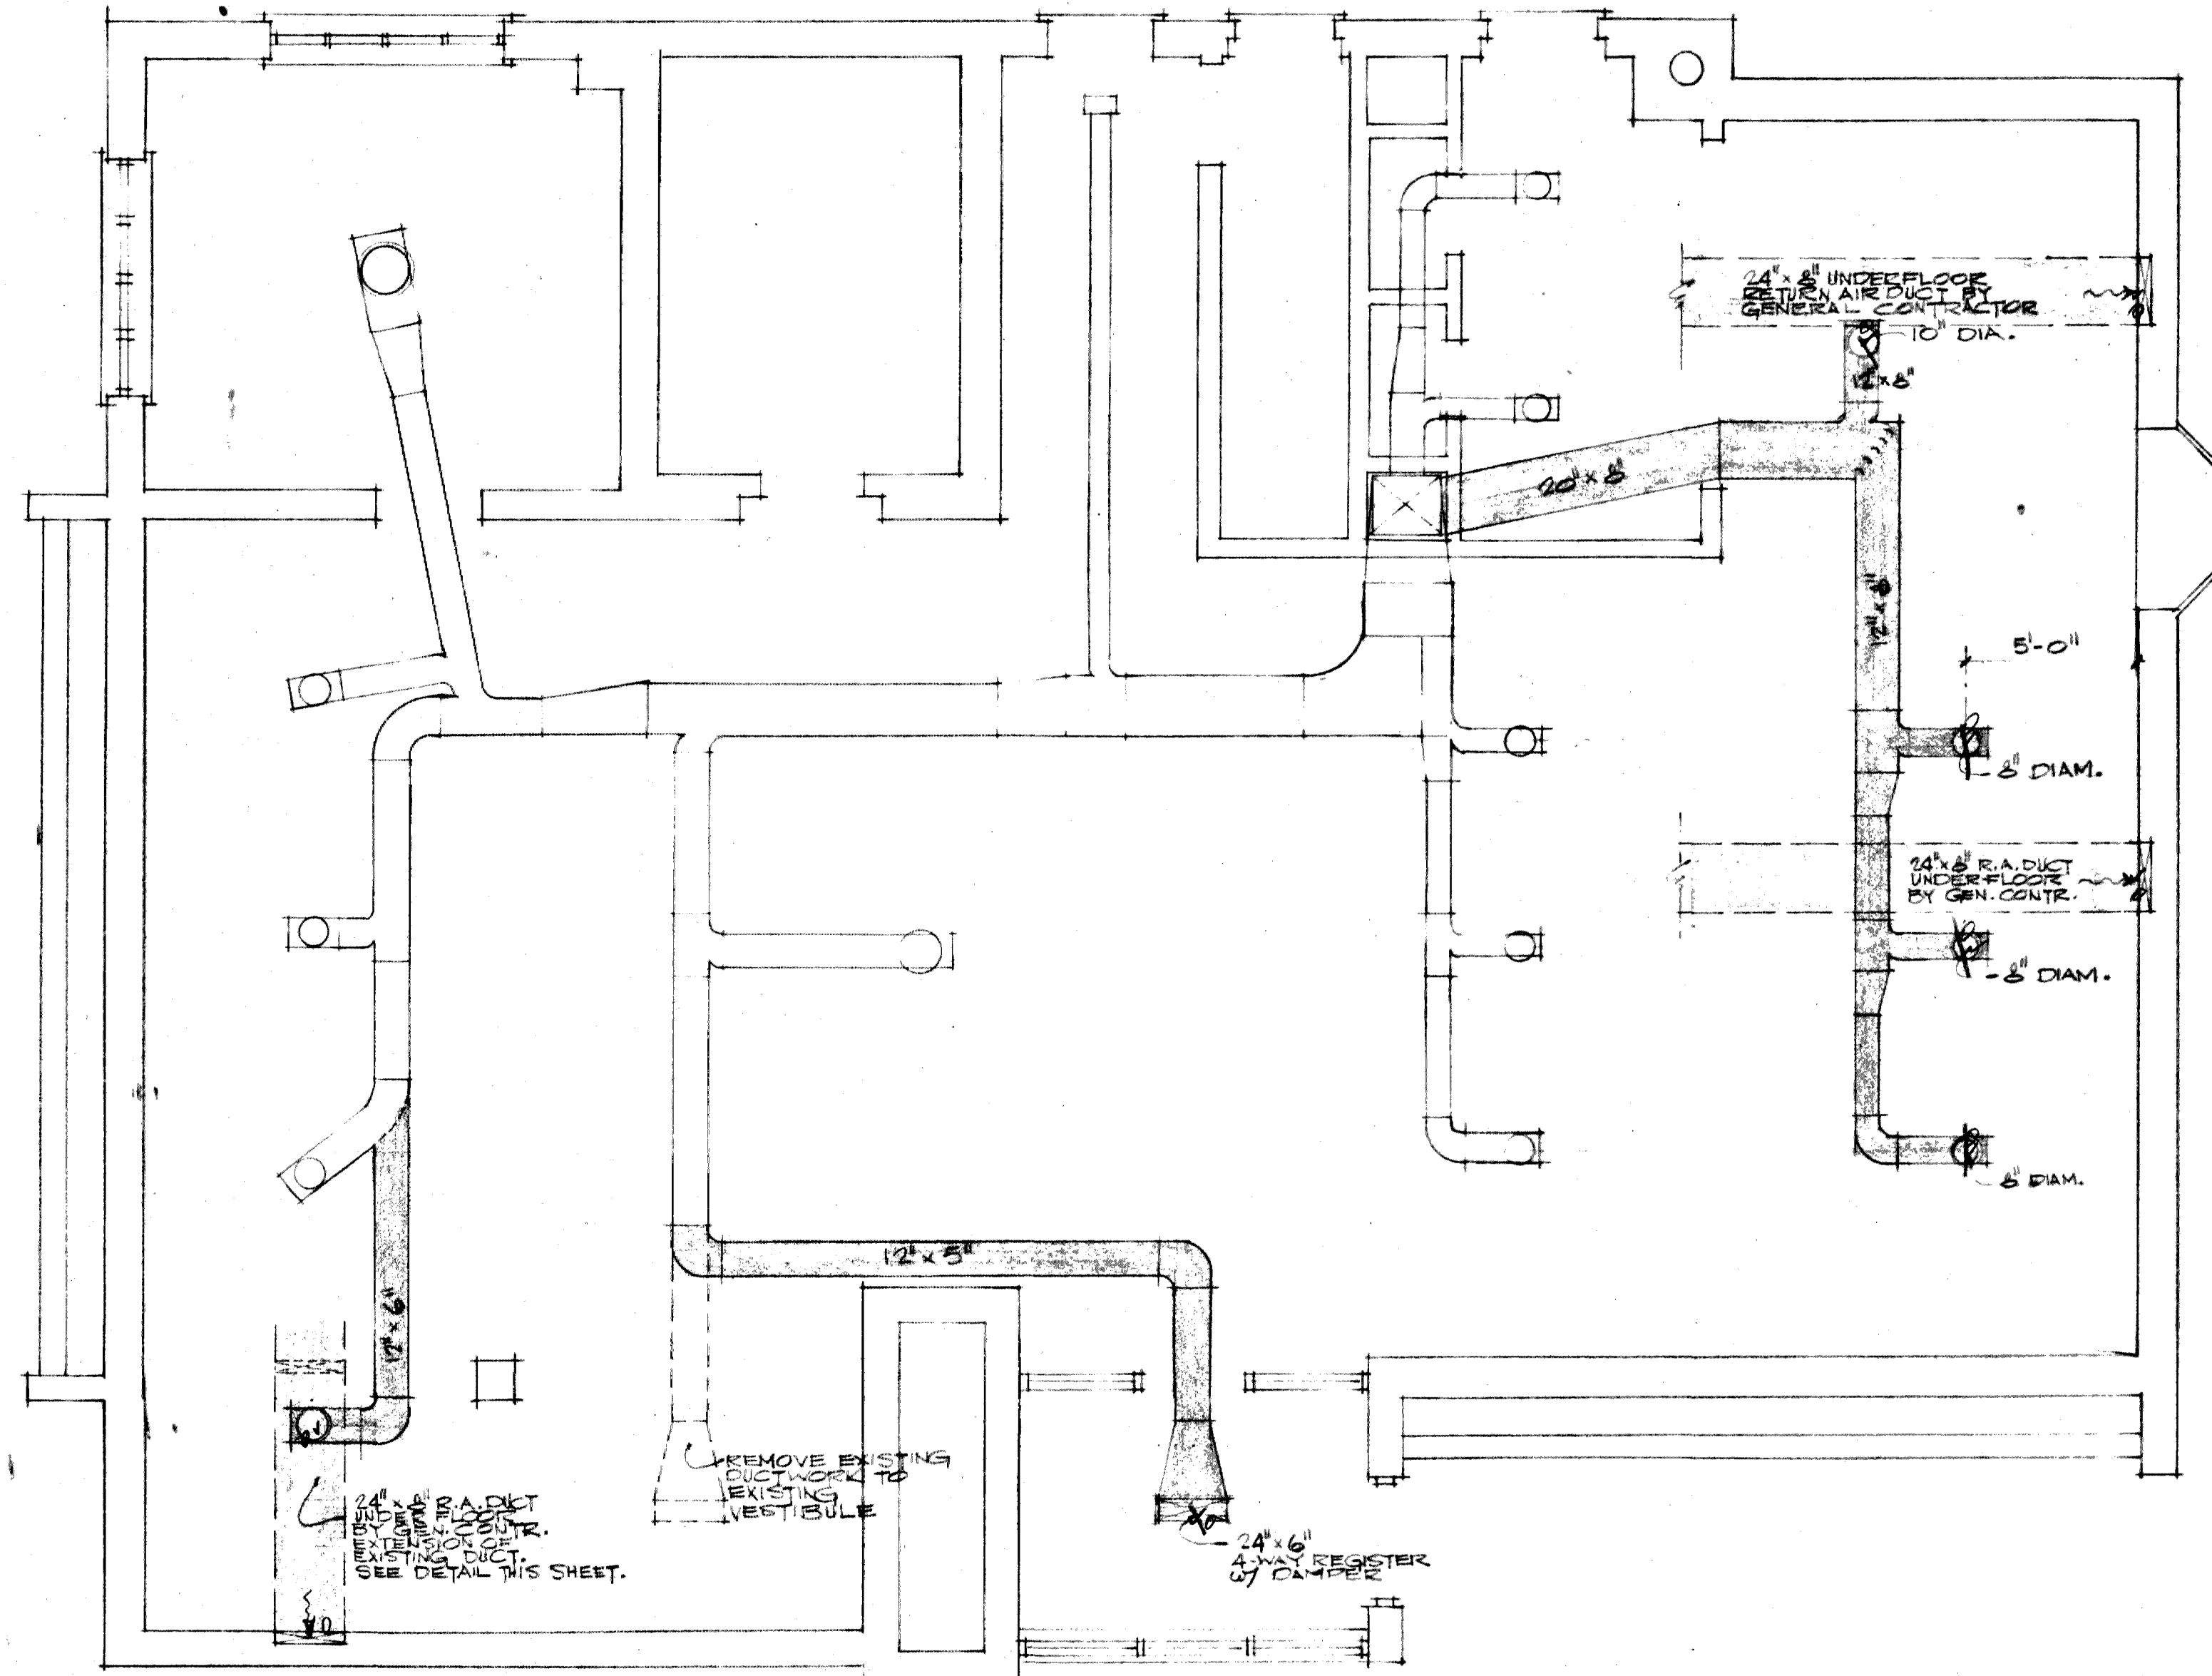 24" x 8" UNDERFLOOR
RETURN AIR DUCT BY
GENERAL CONTRACTOR
10" DIA.
12" x 8"
20" x 8"
12" x 8"
5'-0"
8" DIAM.
24" x 8" R.A. DUCT
UNDERFLOOR
BY GEN. CONTR.
8" DIAM.
8" DIAM.
12" x 5"
12" x 6"
REMOVE EXISTING
DUCTWORK TO
EXISTING
VESTIBULE
24" x 8" R.A. DUCT
UNDER FLOOR
BY GEN. CONTR.
EXTENSION OF
EXISTING DUCT.
SEE DETAIL THIS SHEET.
24" x 6"
4-WAY REGISTER
W/ DAMPER